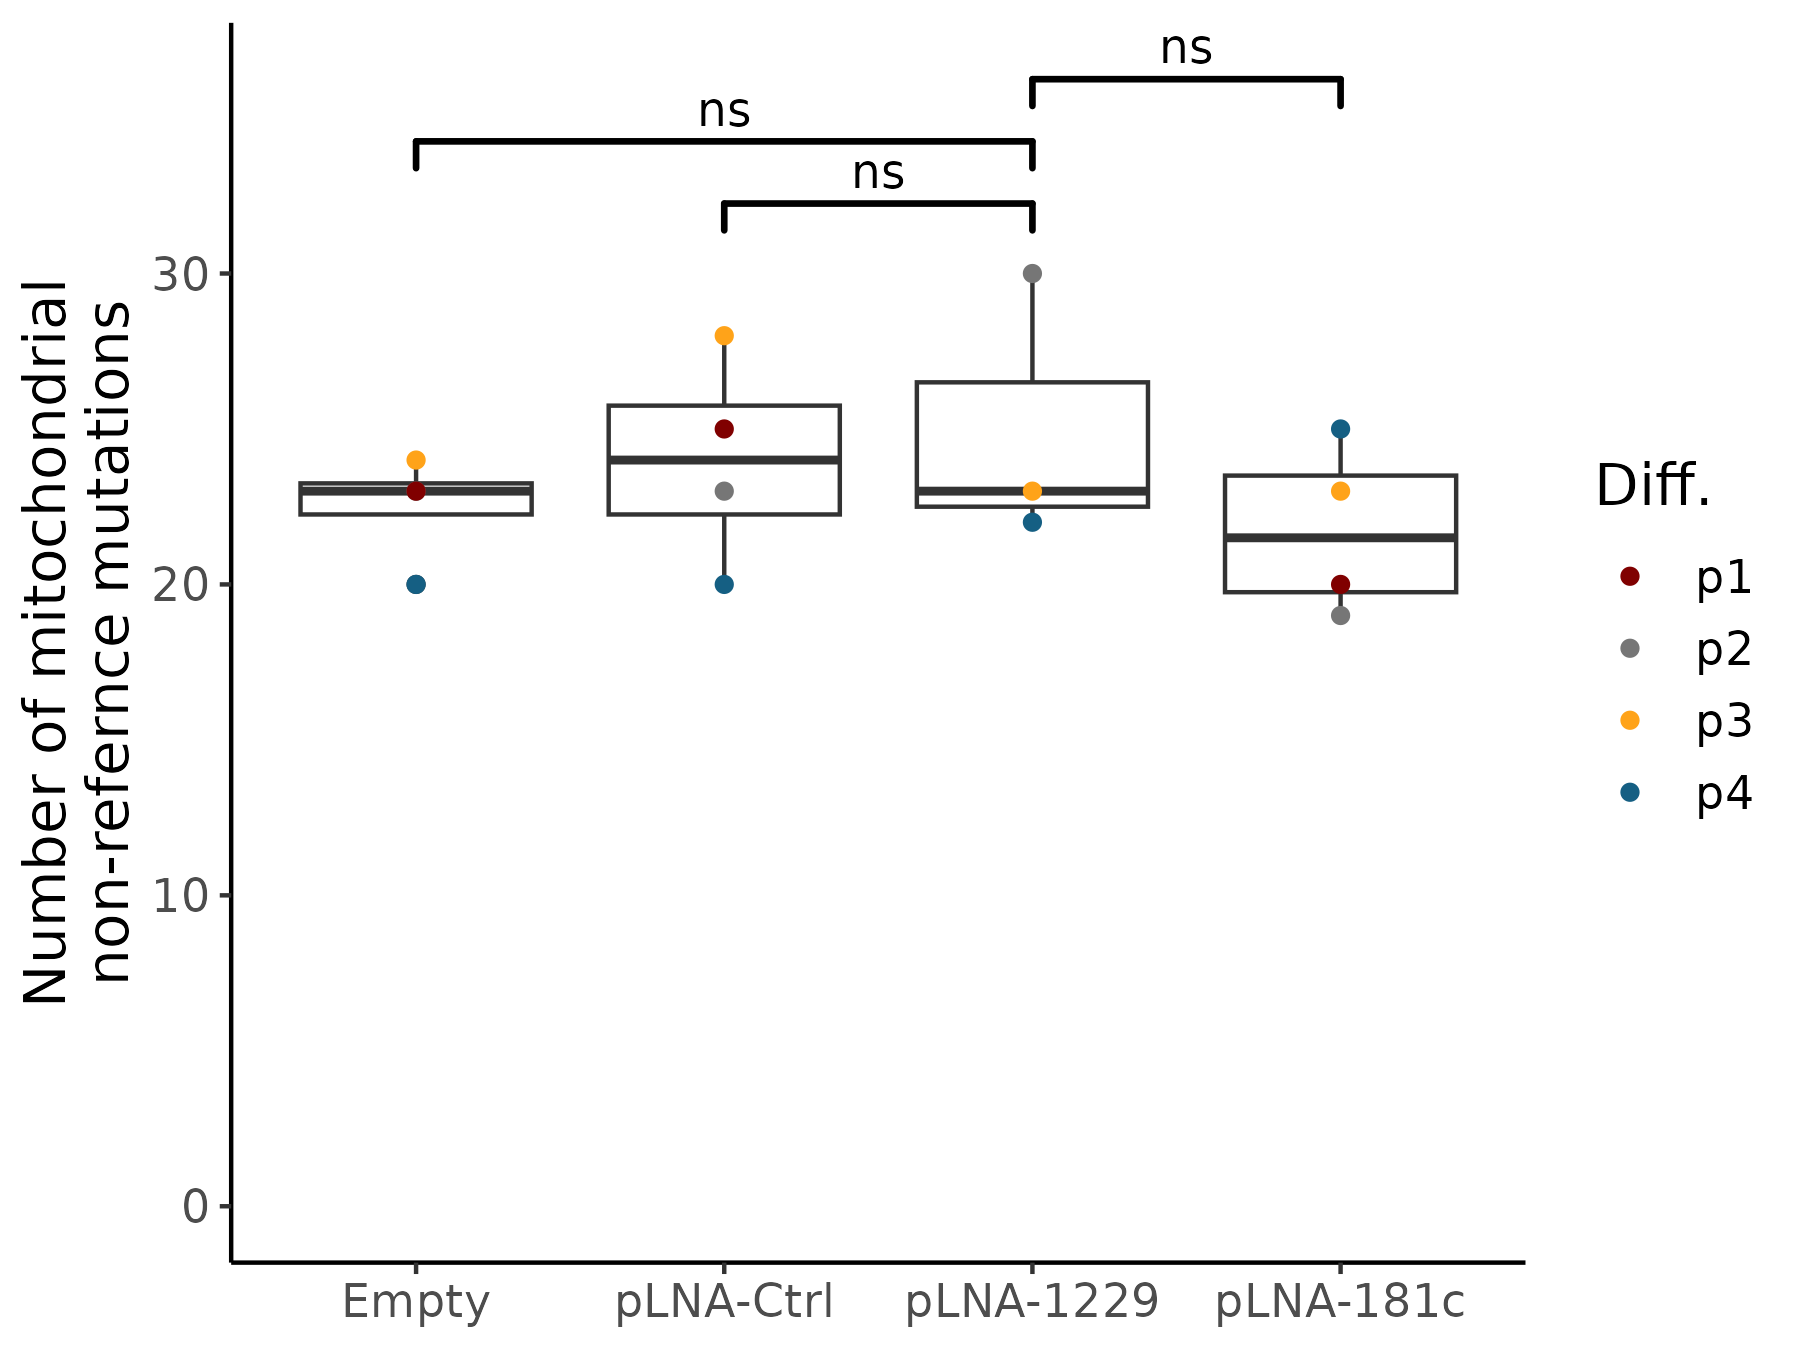 ns
ns
ns
Number of mitochondrial
non-refernce mutations
30
20
10
0
Empty
pLNA-Ctrl
pLNA-1229
pLNA-181c
Diff.
p1
p2
p3
p4